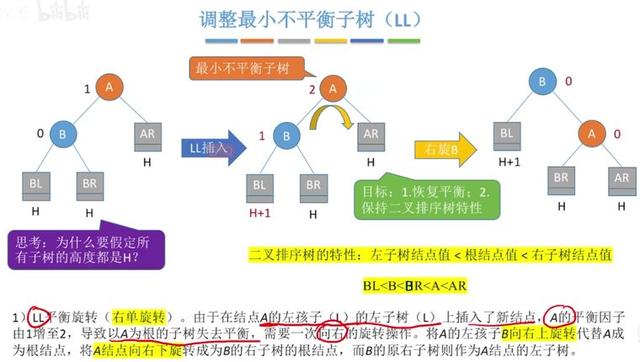 bilibili
调整最小不平衡子树（LL）
最小不平衡子树
1
A
2
A
B
0
0
B
AR
1
B
AR
BL
A
0
H
LL插入
H
右旋B
H+1
BL
BR
BL
BR
BR
AR
H
H
H+1
H
H
H
目标：1.恢复平衡；2.
保持二叉排序树特性
思考：为什么要假定所
有子树的高度都是H？
二叉排序树的特性：左子树结点值 < 根结点值 < 右子树结点值
BL<B<BR<A<AR
1）LL平衡旋转（右单旋转）。由于在结点A的左孩子（L）的左子树（L）上插入了新结点，A的平衡因子
由1增至2，导致以A为根的子树失去平衡，需要一次向右的旋转操作。将A的左孩子B向右上旋转代替A成
为根结点，将A结点向右下旋转成为B的右子树的根结点，而B的原右子树则作为A结点的左子树。